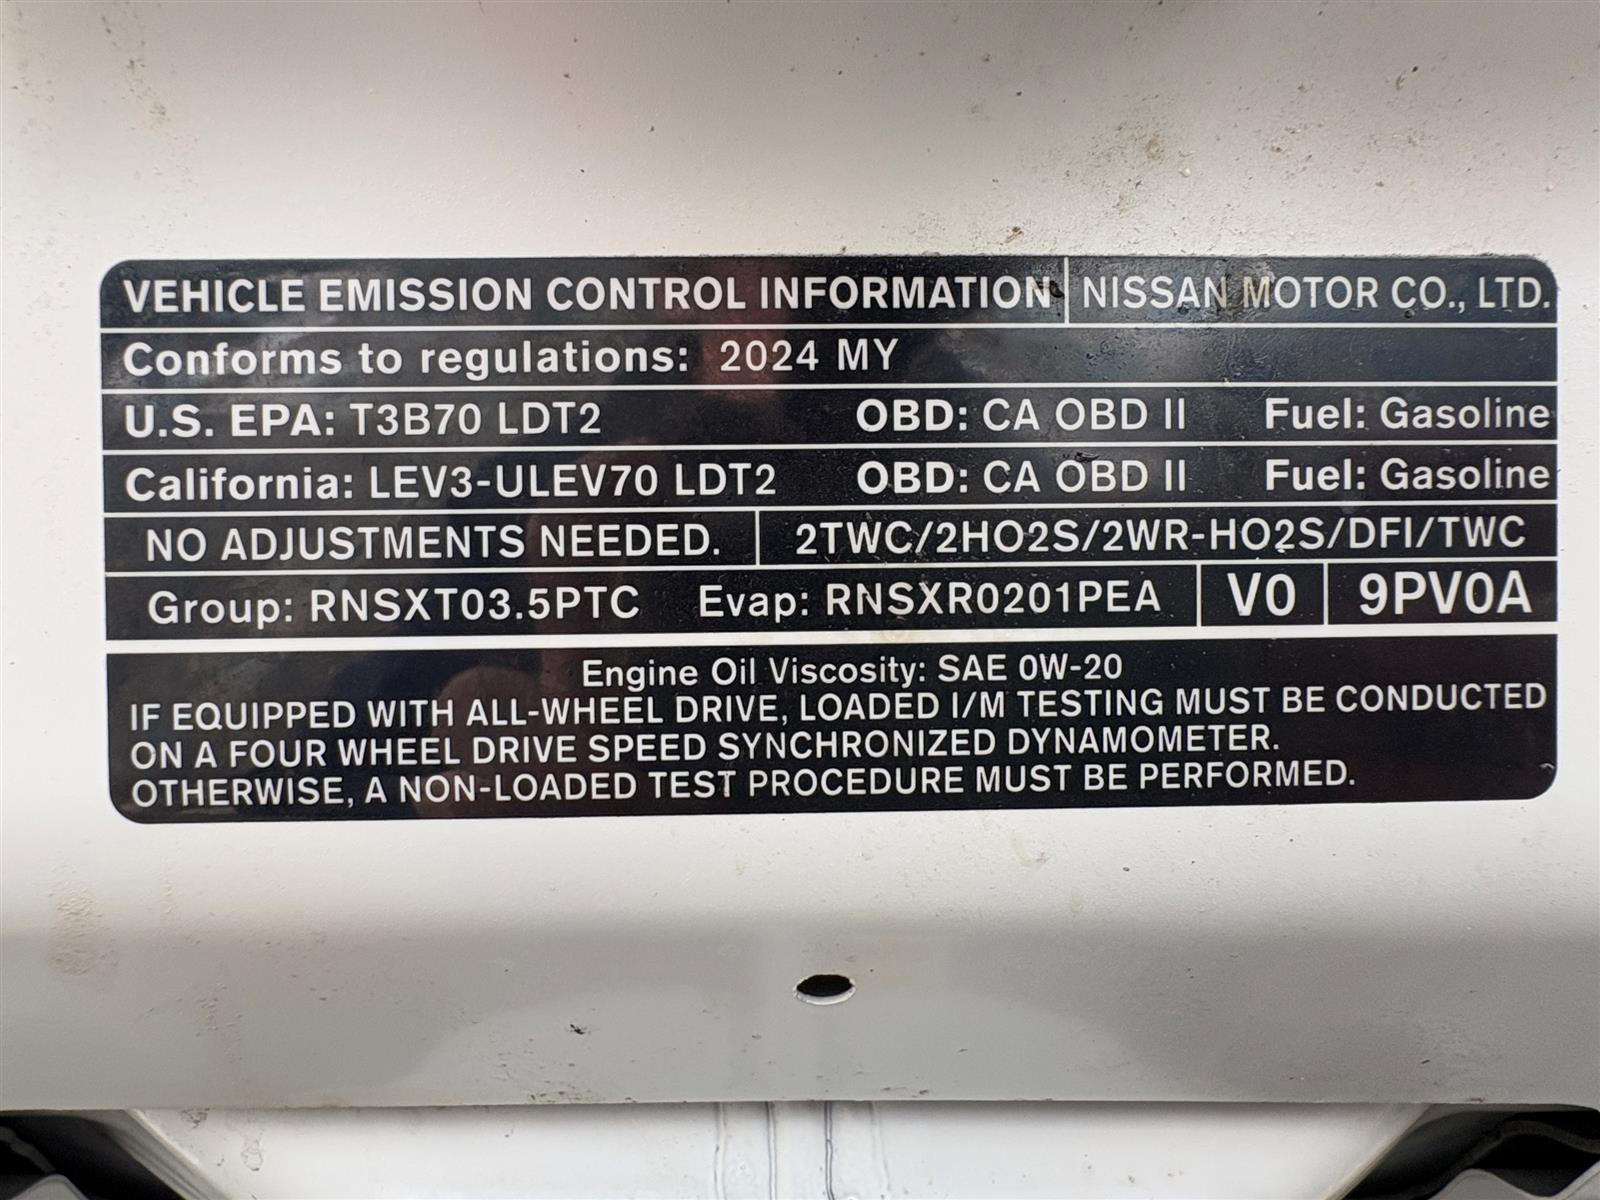 VEHICLE EMISSION CONTROL INFORMATION NISSAN MOTOR CO., LTD.
Conforms to regulations: 2024 MY
U.S. EPA: T3B70 LDT2 OBD: CA OBD II Fuel: Gasoline
California: LEV3-ULEV70 LDT2 OBD: CA OBD II Fuel: Gasoline
NO ADJUSTMENTS NEEDED. 2TWC/2HO2S/2WR-HO2S/DFI/TWC
Group: RNSXT03.5PTC Evap: RNSXR0201PEA V0 9PV0A
Engine Oil Viscosity: SAE 0W-20
IF EQUIPPED WITH ALL-WHEEL DRIVE, LOADED I/M TESTING MUST BE CONDUCTED
ON A FOUR WHEEL DRIVE SPEED SYNCHRONIZED DYNAMOMETER.
OTHERWISE, A NON-LOADED TEST PROCEDURE MUST BE PERFORMED.